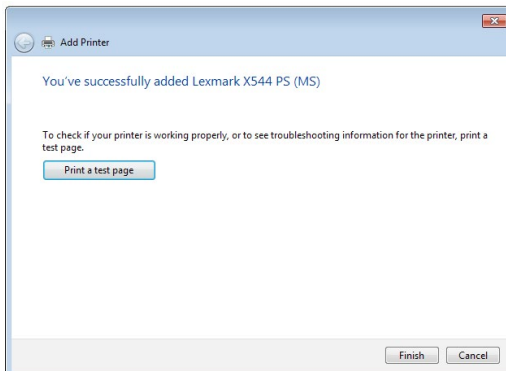 Add Printer
You've successfully added Lexmark X544 PS (MS)
To check if your printer is working properly, or to see troubleshooting information for the printer, print a
test page.
Print a test page
Finish Cancel